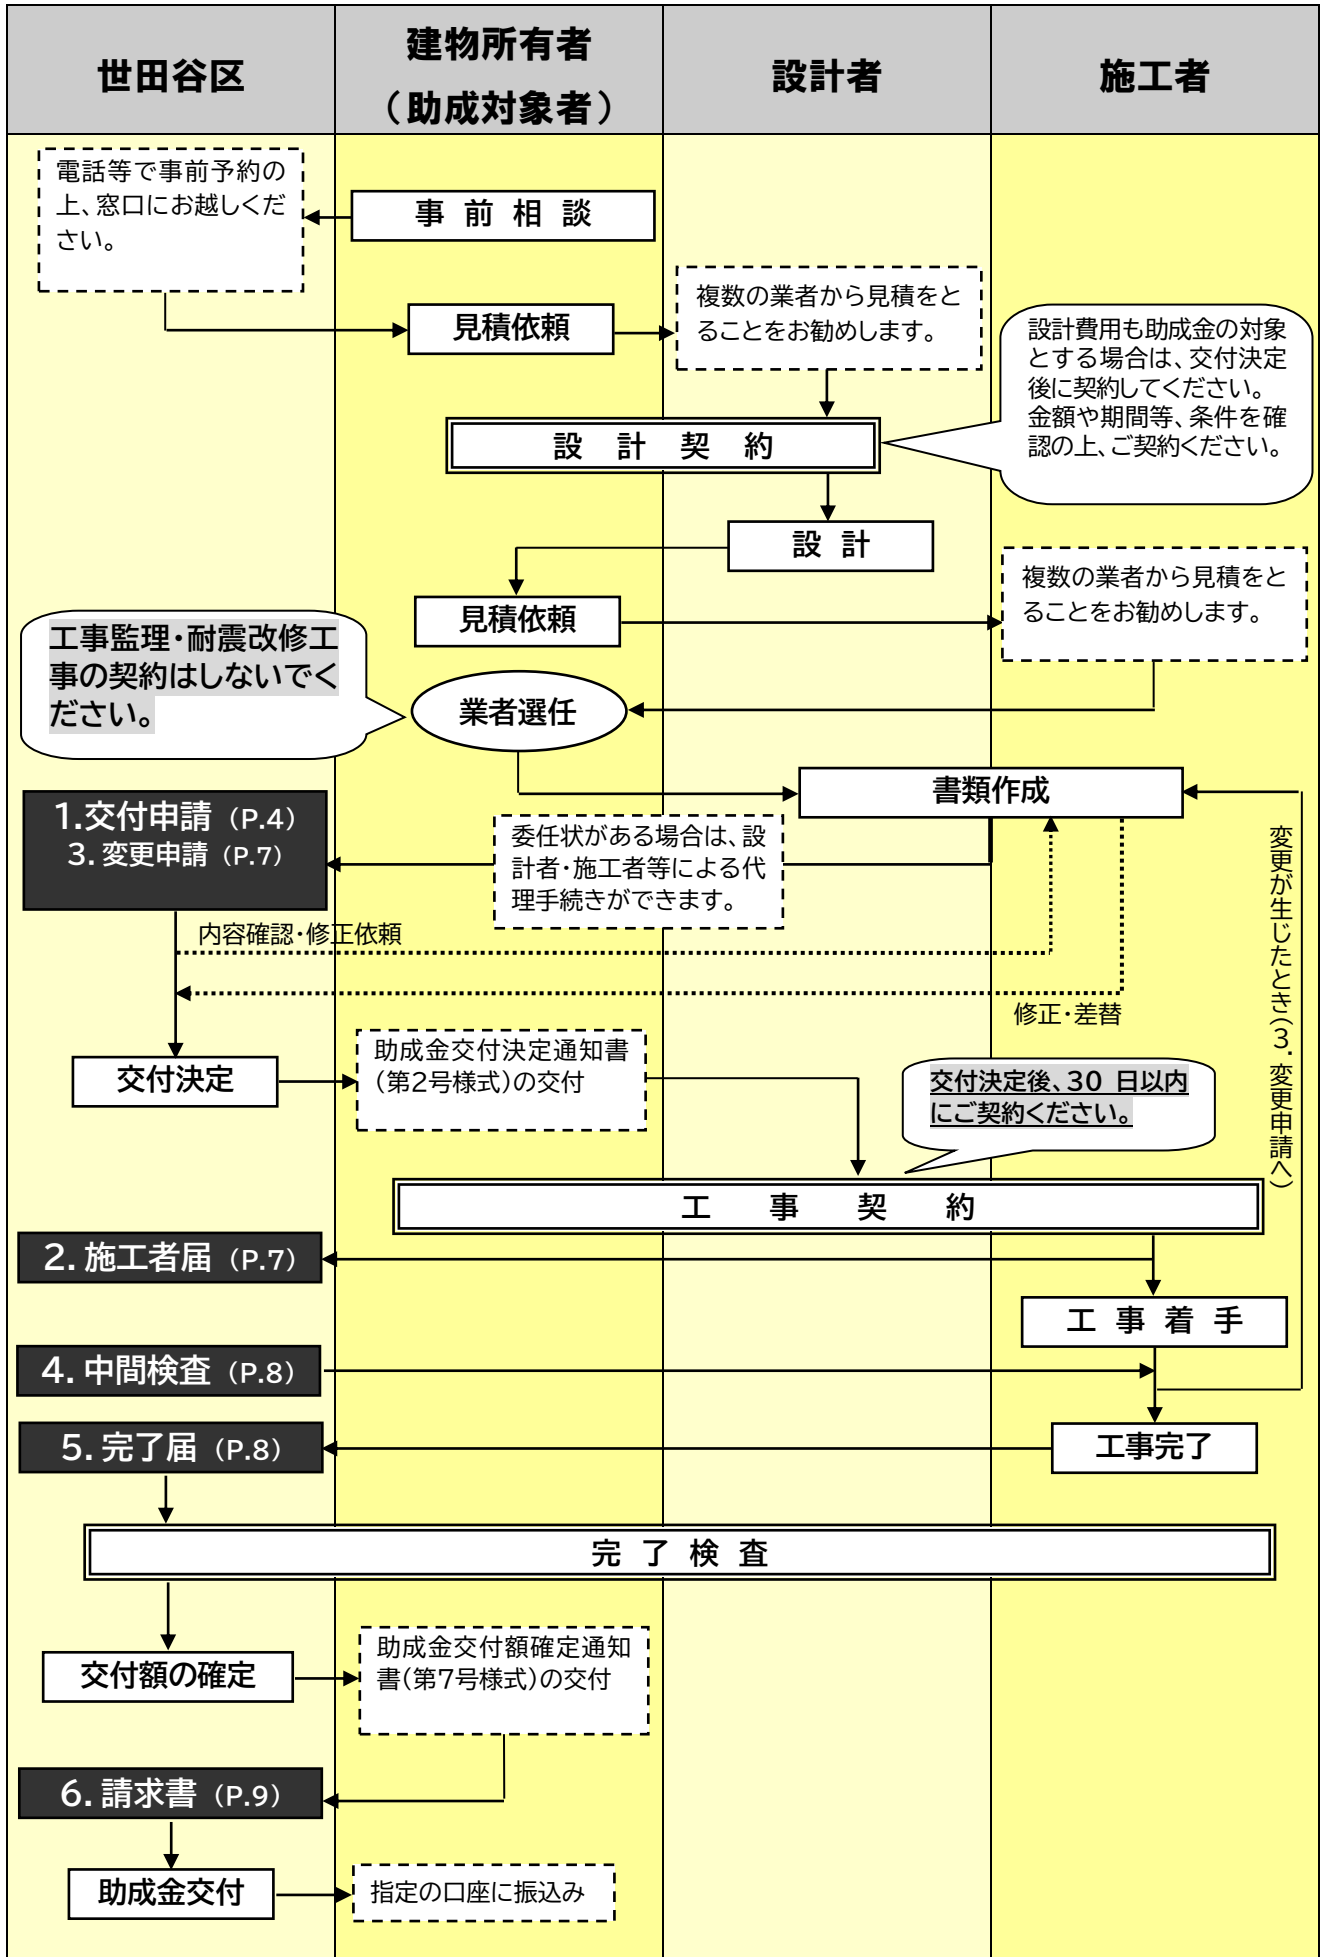 世田谷区
建物所有者
（助成対象者）
設計者
施工者
電話等で事前予約の
上、窓口にお越しくだ
さい。
事前相談
見積依頼
複数の業者から見積をと
ることをお勧めします。
設計費用も助成金の対象
とする場合は、交付決定
後に契約してください。
金額や期間等、条件を確
認の上、ご契約ください。
設計契約
設計
見積依頼
複数の業者から見積をと
ることをお勧めします。
工事監理・耐震改修工
事の契約はしないでく
ださい。
業者選任
書類作成
1.交付申請（P.4）
3.変更申請（P.7）
委任状がある場合は、設
計者・施工者等による代
理手続きができます。
変更が生じたとき（3.変更申請へ）
内容確認・修正依頼
修正・差替
交付決定
助成金交付決定通知書
（第2号様式）の交付
交付決定後、30 日以内
にご契約ください。
工事契約
2.施工者届（P.7）
工事着手
4.中間検査（P.8）
5.完了届（P.8）
工事完了
完了検査
交付額の確定
助成金交付額確定通知
書（第7号様式）の交付
6.請求書（P.9）
助成金交付
指定の口座に振込み